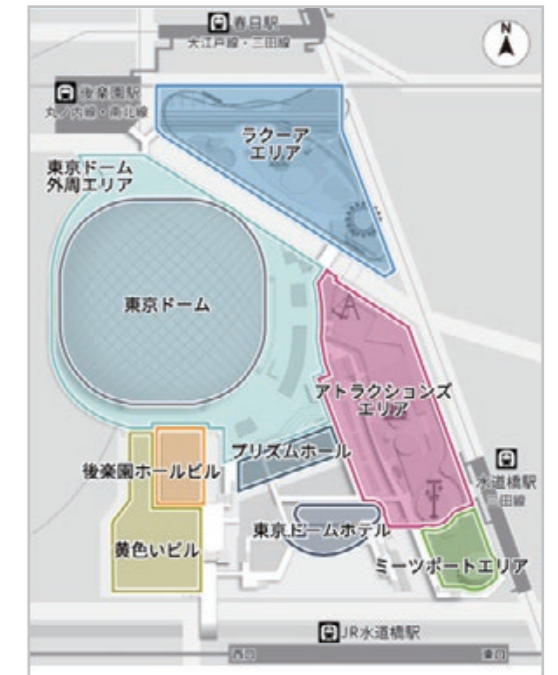 春日駅
大江戸線・三田線
N
後楽園駅
丸ノ内線・南北線
ラクーア
エリア
東京ドーム
外周エリア
東京ドーム
アトラクションズ
エリア
プリズムホール
後楽園ホールビル
水道橋駅
三田線
東京ドームホテル
黄色いビル
ミーツポートエリア
JR水道橋駅
西口
東口